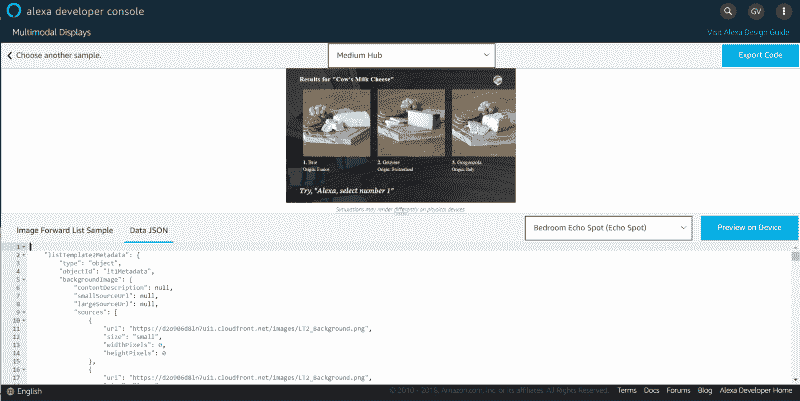 alexa developer console
GV
Multimodal Displays
Visit Alexa Design Guide
Choose another sample.
Medium Hub
Export Code
Results for "Cow's Milk Cheese"
1. Brie
Origin: France
2. Gruyere
Origin: Switzerland
3. Gorgonzola
Origin: Italy
Try, "Alexa, select number 1"
Simulations may render differently on physical devices
Image Forward List Sample
Data JSON
Bedroom Echo Spot (Echo Spot)
Preview on Device
1
2 "listTemplate2Metadata": {
3 "type": "object",
4 "objectId": "lt1Metadata",
5 "backgroundImage": {
6 "contentDescription": null,
7 "smallSourceUrl": null,
8 "largeSourceUrl": null,
9 "sources": [
10 {
11 "url": "https://d2o906d8ln7ui1.cloudfront.net/images/LT2_Background.png",
12 "size": "small",
13 "widthPixels": 0,
14 "heightPixels": 0
15 },
16 {
17 "url": "https://d2o906d8ln7ui1.cloudfront.net/images/LT2_Background.png",
English
© 2010 - 2018, Amazon.com, Inc. or its affiliates. All Rights Reserved.
Terms Docs Forums Blog Alexa Developer Home